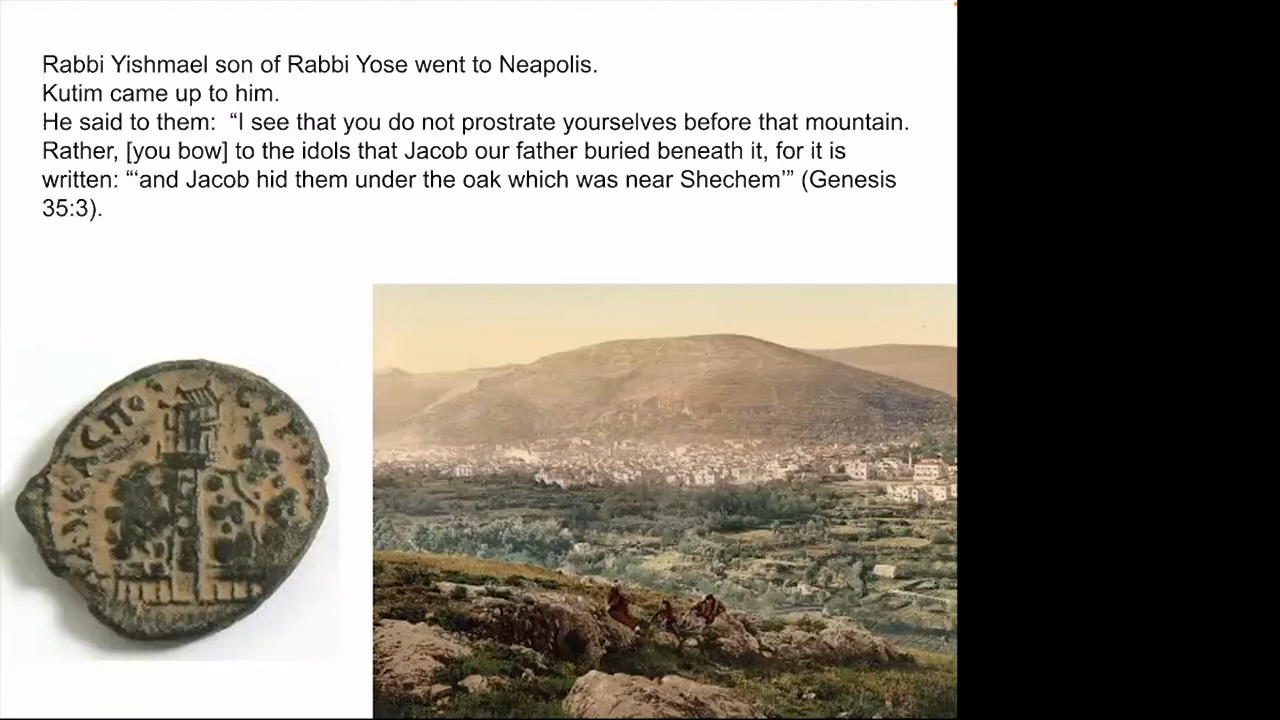 Rabbi Yishmael son of Rabbi Yose went to Neapolis.
Kutim came up to him.
He said to them:  “I see that you do not prostrate yourselves before that mountain.
Rather, [you bow] to the idols that Jacob our father buried beneath it, for it is
written: “‘and Jacob hid them under the oak which was near Shechem’” (Genesis
35:3).